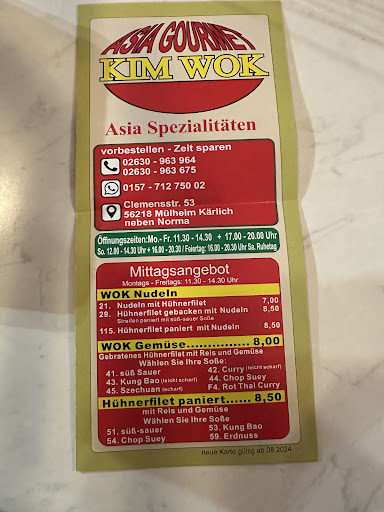 ASIA GOURMET
KIM WOK
Asia Spezialitäten
vorbestellen - Zeit sparen
02630 - 963 964
02630 - 963 675
0157 - 712 750 02
Clemensstr. 53
56218 Mülheim Kärlich
neben Norma
Öffnungszeiten: Mo.- Fr. 11.30 - 14.30 + 17.00 - 20.00 Uhr
So. 12.00 - 14.30 Uhr + 16.00 - 20.30 / Feiertag: 16.00 - 20.30 Uhr Sa. Ruhetag
Mittagsangebot
Montags - Freitags: 11.30 - 14.30 Uhr
WOK Nudeln
21. Nudeln mit Hühnerfilet 7,00
29. Hühnerfilet gebacken mit Nudeln 8,50
Streifen paniert mit süß-sauer Soße
115. Hühnerfilet paniert mit Nudeln 8,50
WOK Gemüse............... 8,00
Gebratenes Hühnerfilet mit Reis und Gemüse
Wählen Sie Ihre Soße:
41. süß Sauer 42. Curry (leicht scharf)
43. Kung Bao (leicht scharf) 44. Chop Suey
45. Szechuan (scharf) F4. Rot Thai Curry
Hühnerfilet paniert...... 8,50
mit Reis und Gemüse
Wählen Sie Ihre Soße
51. süß-sauer 53. Kung Bao
54. Chop Suey 59. Erdnuss
neue Karte gültig ab 08.2024